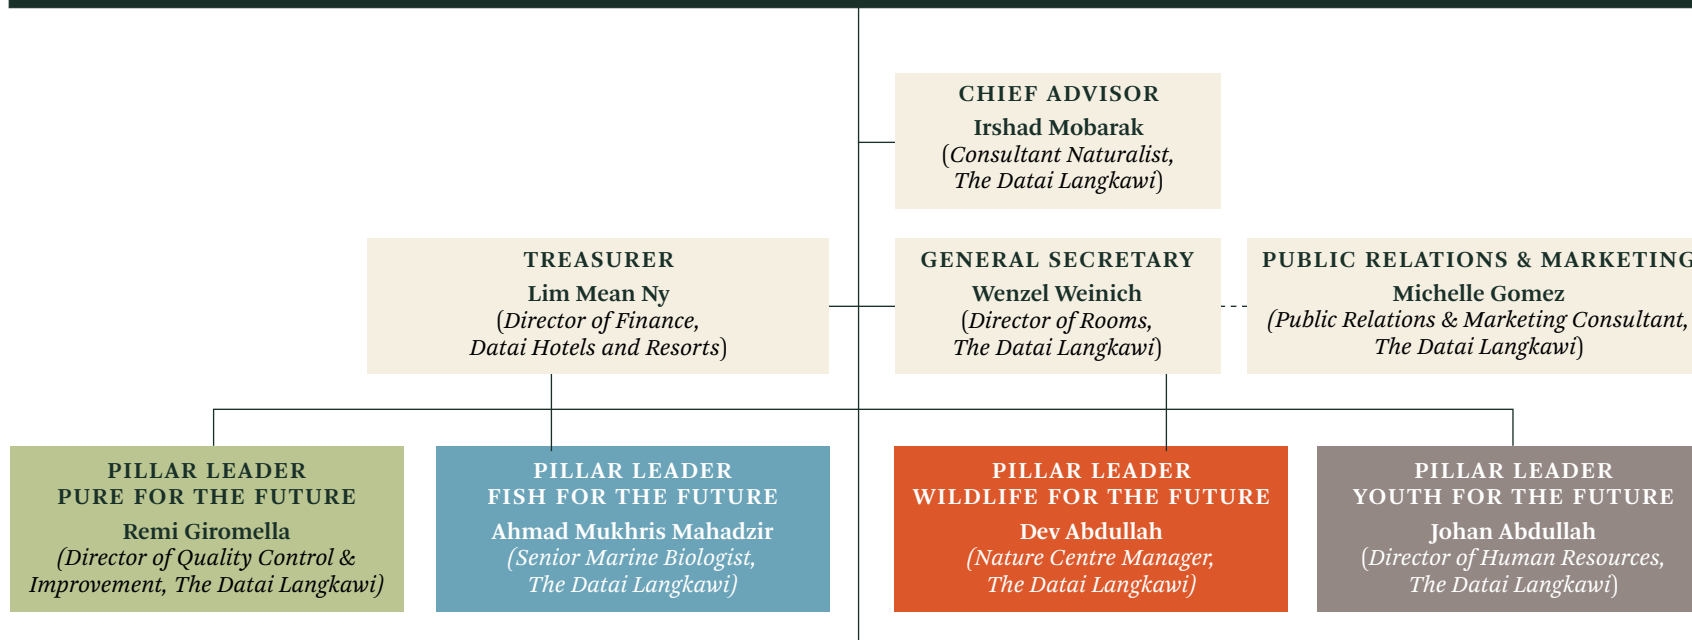 CHIEF ADVISOR
Irshad Mobarak
(Consultant Naturalist,
The Datai Langkawi)
TREASURER
Lim Mean Ny
(Director of Finance,
Datai Hotels and Resorts)
GENERAL SECRETARY
Wenzel Weinich
(Director of Rooms,
The Datai Langkawi)
PUBLIC RELATIONS & MARKETING
Michelle Gomez
(Public Relations & Marketing Consultant,
The Datai Langkawi)
PILLAR LEADER
PURE FOR THE FUTURE
Remi Giromella
(Director of Quality Control &
Improvement, The Datai Langkawi)
PILLAR LEADER
FISH FOR THE FUTURE
Ahmad Mukhris Mahadzir
(Senior Marine Biologist,
The Datai Langkawi)
PILLAR LEADER
WILDLIFE FOR THE FUTURE
Dev Abdullah
(Nature Centre Manager,
The Datai Langkawi)
PILLAR LEADER
YOUTH FOR THE FUTURE
Johan Abdullah
(Director of Human Resources,
The Datai Langkawi)